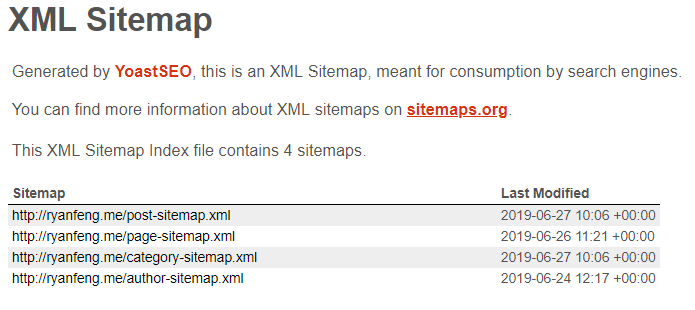 XML Sitemap
Generated by YoastSEO, this is an XML Sitemap, meant for consumption by search engines.
You can find more information about XML sitemaps on sitemaps.org.
This XML Sitemap Index file contains 4 sitemaps.
Sitemap Last Modified
http://ryanfeng.me/post-sitemap.xml 2019-06-27 10:06 +00:00
http://ryanfeng.me/page-sitemap.xml 2019-06-26 11:21 +00:00
http://ryanfeng.me/category-sitemap.xml 2019-06-27 10:06 +00:00
http://ryanfeng.me/author-sitemap.xml 2019-06-24 12:17 +00:00